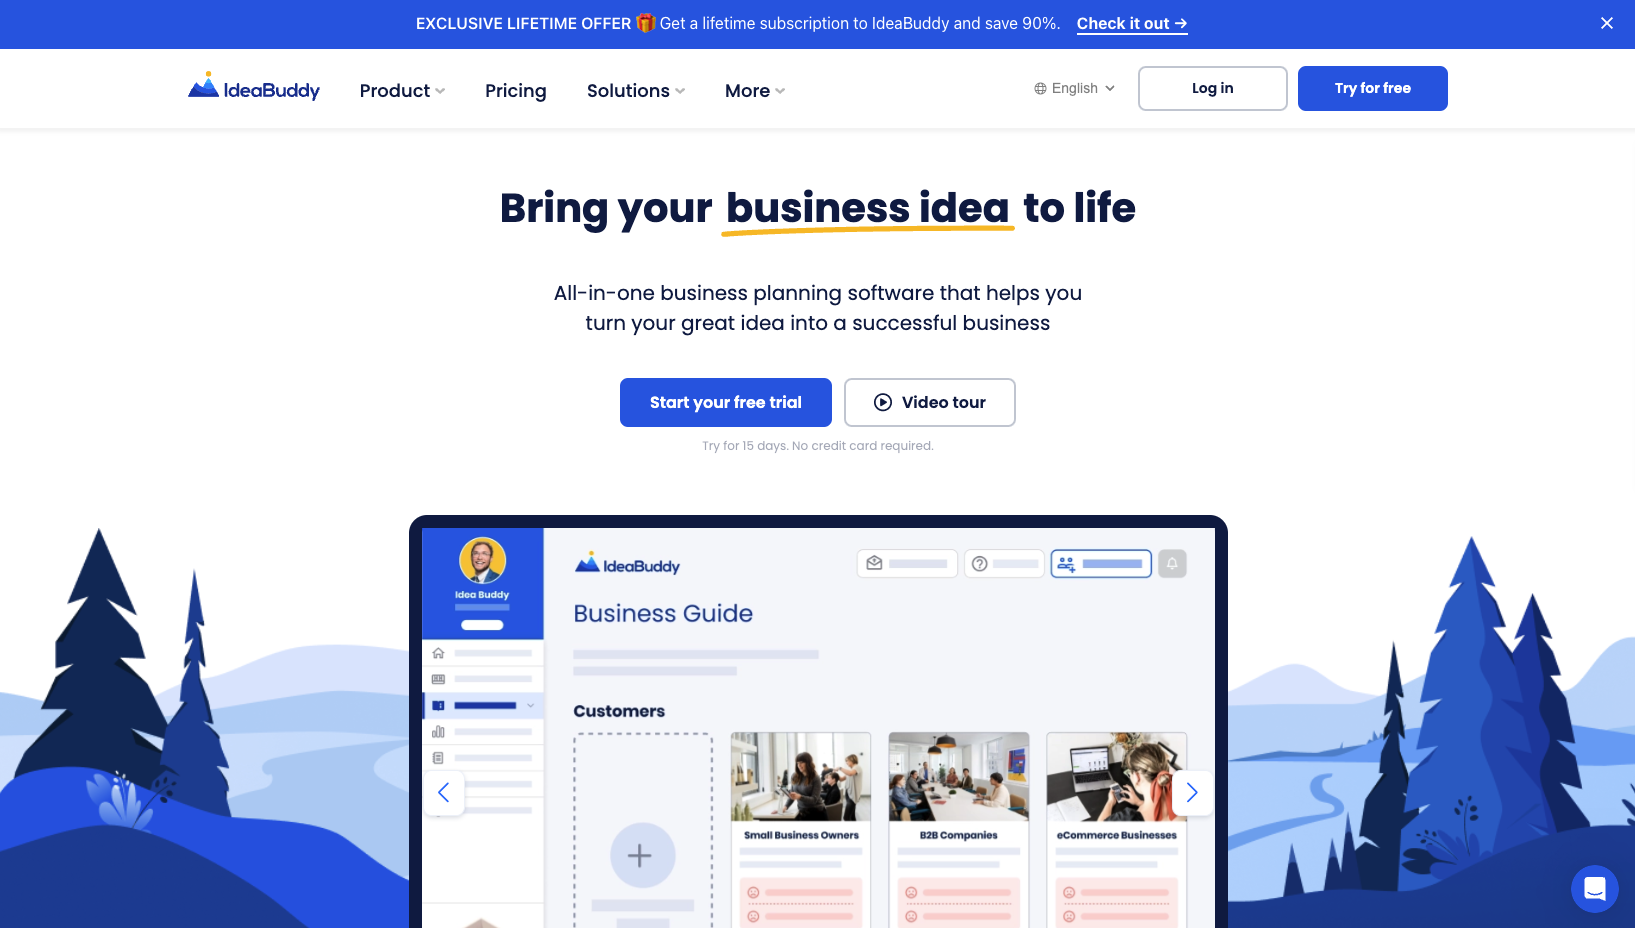 EXCLUSIVE LIFETIME OFFER 🎁 Get a lifetime subscription to IdeaBuddy and save 90%. Check it out →
IdeaBuddy Product Pricing Solutions More English Log in Try for free
Bring your business idea to life
All-in-one business planning software that helps you
turn your great idea into a successful business
Start your free trial Video tour
Try for 15 days. No credit card required.
Idea Buddy
IdeaBuddy
Business Guide
Customers
Small Business Owners B2B Companies eCommerce Businesses